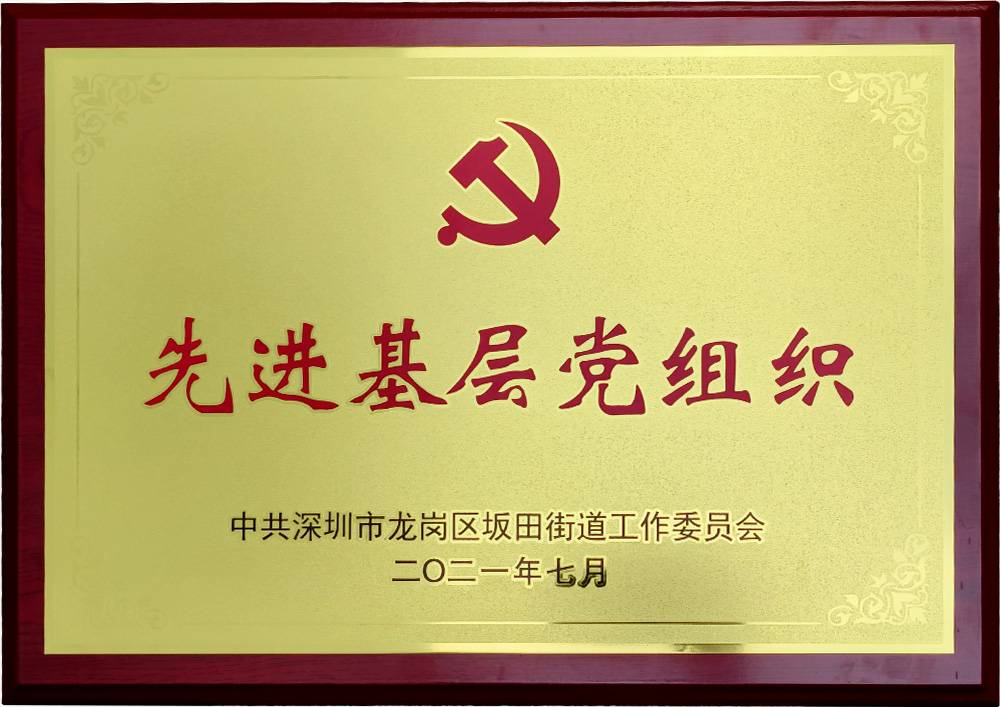 先进基层党组织
中共深圳市龙岗区坂田街道工作委员会
二〇二一年七月